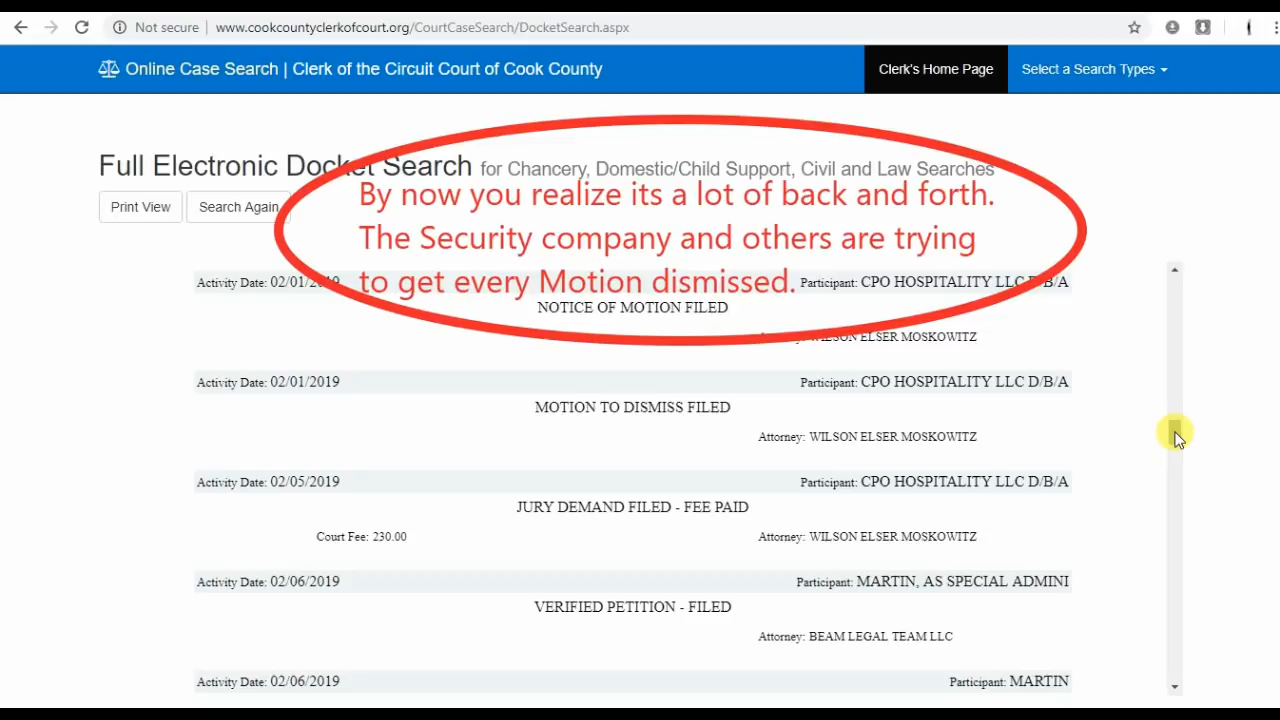 Not secure | www.cookcountyclerkofcourt.org/CourtCaseSearch/DocketSearch.aspx
Online Case Search | Clerk of the Circuit Court of Cook County
Clerk's Home Page
Select a Search Types
Full Electronic Docket Search for Chancery, Domestic/Child Support, Civil and Law Searches
Print View
Search Again
By now you realize its a lot of back and forth.
The Security company and others are trying
to get every Motion dismissed.
Activity Date: 02/01/2019 Participant: CPO HOSPITALITY LLC D/B/A
NOTICE OF MOTION FILED
Attorney: WILSON ELSER MOSKOWITZ
Activity Date: 02/01/2019 Participant: CPO HOSPITALITY LLC D/B/A
MOTION TO DISMISS FILED
Attorney: WILSON ELSER MOSKOWITZ
Activity Date: 02/05/2019 Participant: CPO HOSPITALITY LLC D/B/A
JURY DEMAND FILED - FEE PAID
Court Fee: 230.00 Attorney: WILSON ELSER MOSKOWITZ
Activity Date: 02/06/2019 Participant: MARTIN, AS SPECIAL ADMINI
VERIFIED PETITION - FILED
Attorney: BEAM LEGAL TEAM LLC
Activity Date: 02/06/2019 Participant: MARTIN